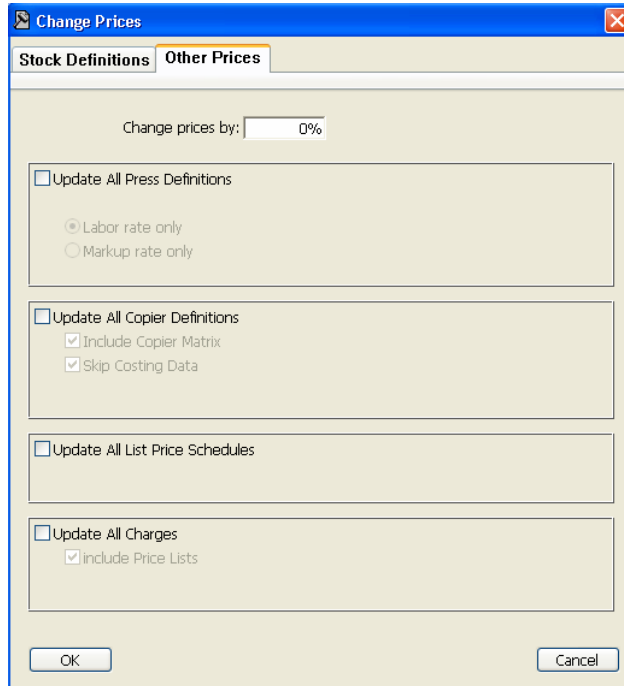 Change Prices
Stock Definitions Other Prices
Change prices by: 0%
Update All Press Definitions
Labor rate only
Markup rate only
Update All Copier Definitions
Include Copier Matrix
Skip Costing Data
Update All List Price Schedules
Update All Charges
include Price Lists
OK Cancel